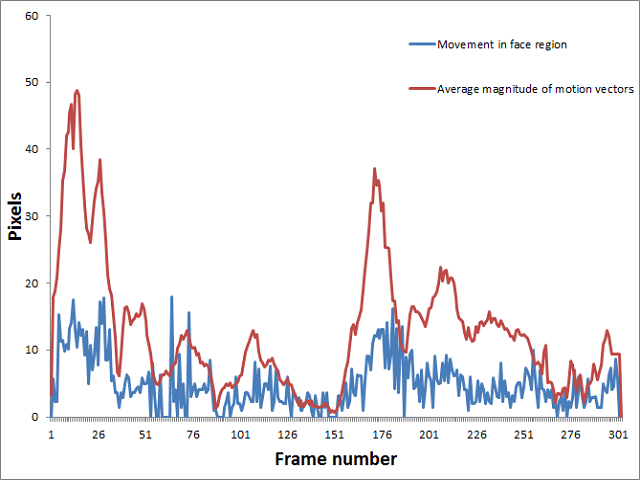 60
Movement in face region
50
Average magnitude of motion vectors
40
30
20
10
0
Pixels
1 26 51 76 101 126 151 176 201 226 251 276 301
Frame number